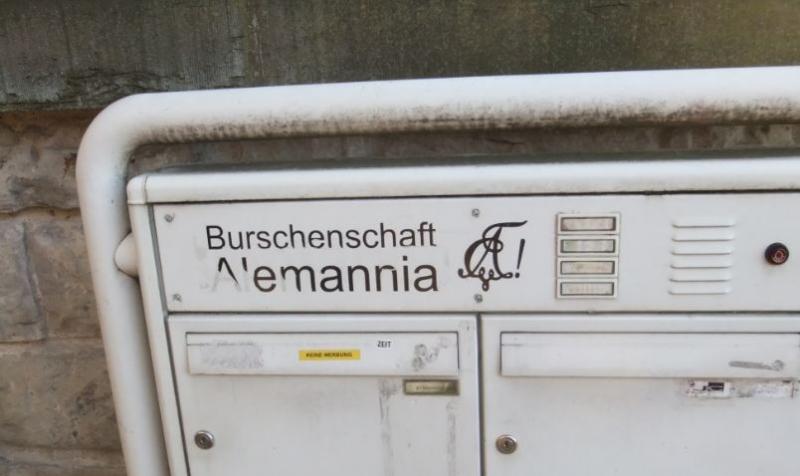 Burschenschaft
Alemannia
ZEIT
KEINE WERBUNG